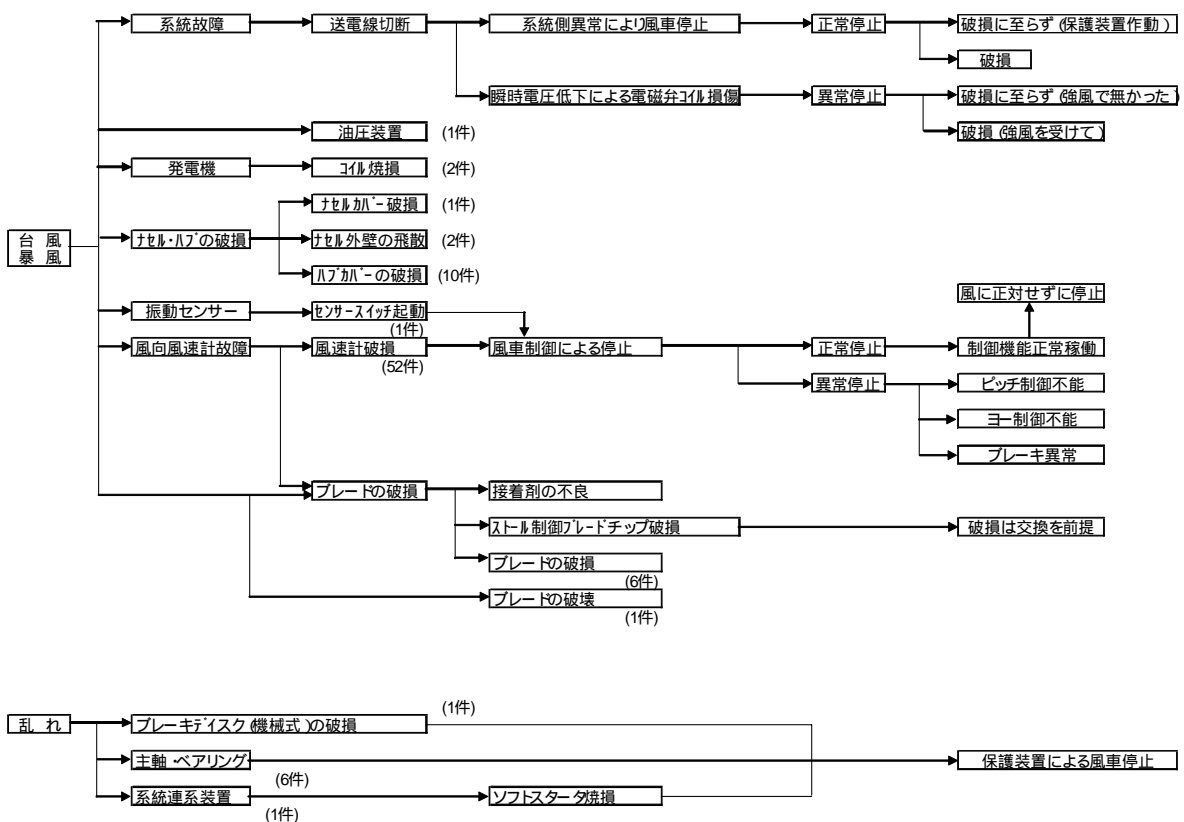 系統故障 送電線切断 系統側異常により風車停止 正常停止 破損に至らず(保護装置作動)
破損
瞬時電圧低下による電磁弁コイル損傷 異常停止 破損に至らず(強風で無かった)
油圧装置 (1件) 破損(強風を受けて)
発電機 コイル焼損 (2件)
ナセルカバー破損 (1件)
台 風
暴 風
ナセル・ハブの破損 ナセル外壁の飛散 (2件)
ハブカバーの破損 (10件)
風に正対せずに停止
振動センサー センサースイッチ起動
(1件)
風向風速計故障 風速計破損 風車制御による停止 正常停止 制御機能正常稼働
(52件)
異常停止 ピッチ制御不能
ヨー制御不能
ブレーキ異常
ブレードの破損 接着剤の不良
ストール制御ブレードチップ破損 破損は交換を前提
ブレードの破損
(6件)
ブレードの破壊
(1件)
(1件)
乱 れ ブレーキディスク(機械式)の破損
主軸・ベアリング 保護装置による風車停止
(6件)
系統連系装置 ソフトスタータ焼損
(1件)